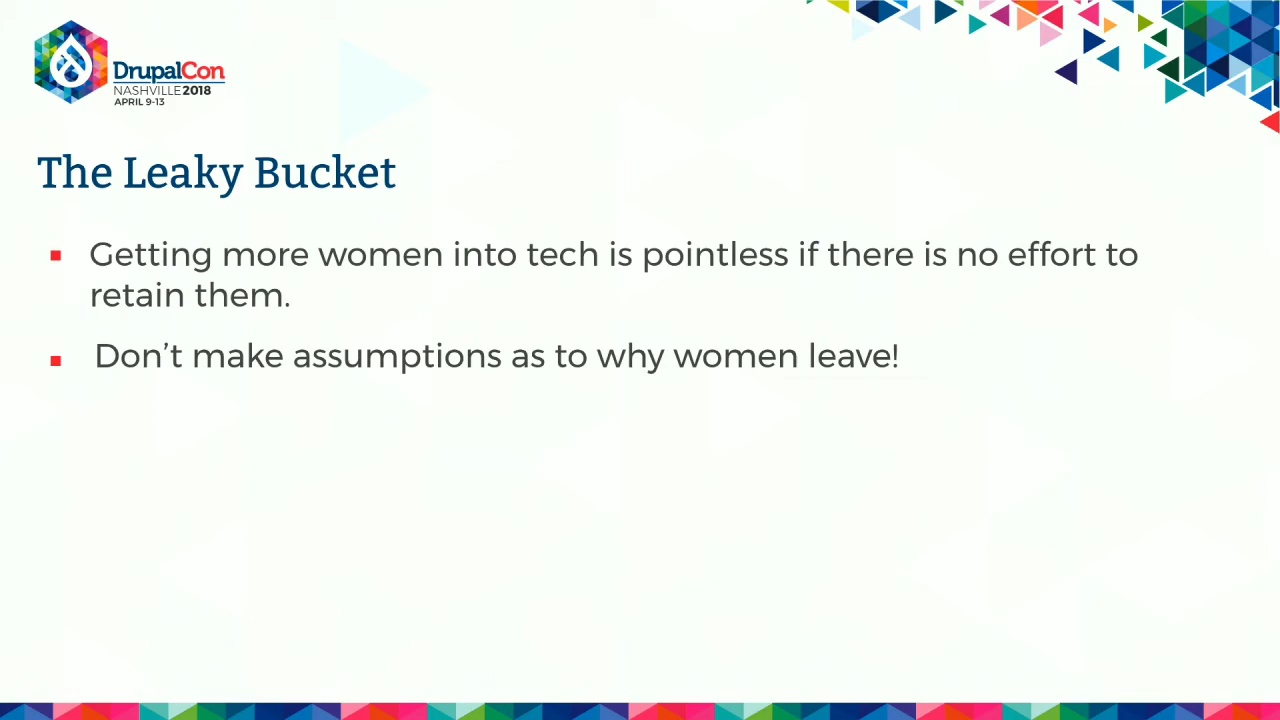 DrupalCon
NASHVILLE 2018
APRIL 9-13
The Leaky Bucket
Getting more women into tech is pointless if there is no effort to
retain them.
Don’t make assumptions as to why women leave!